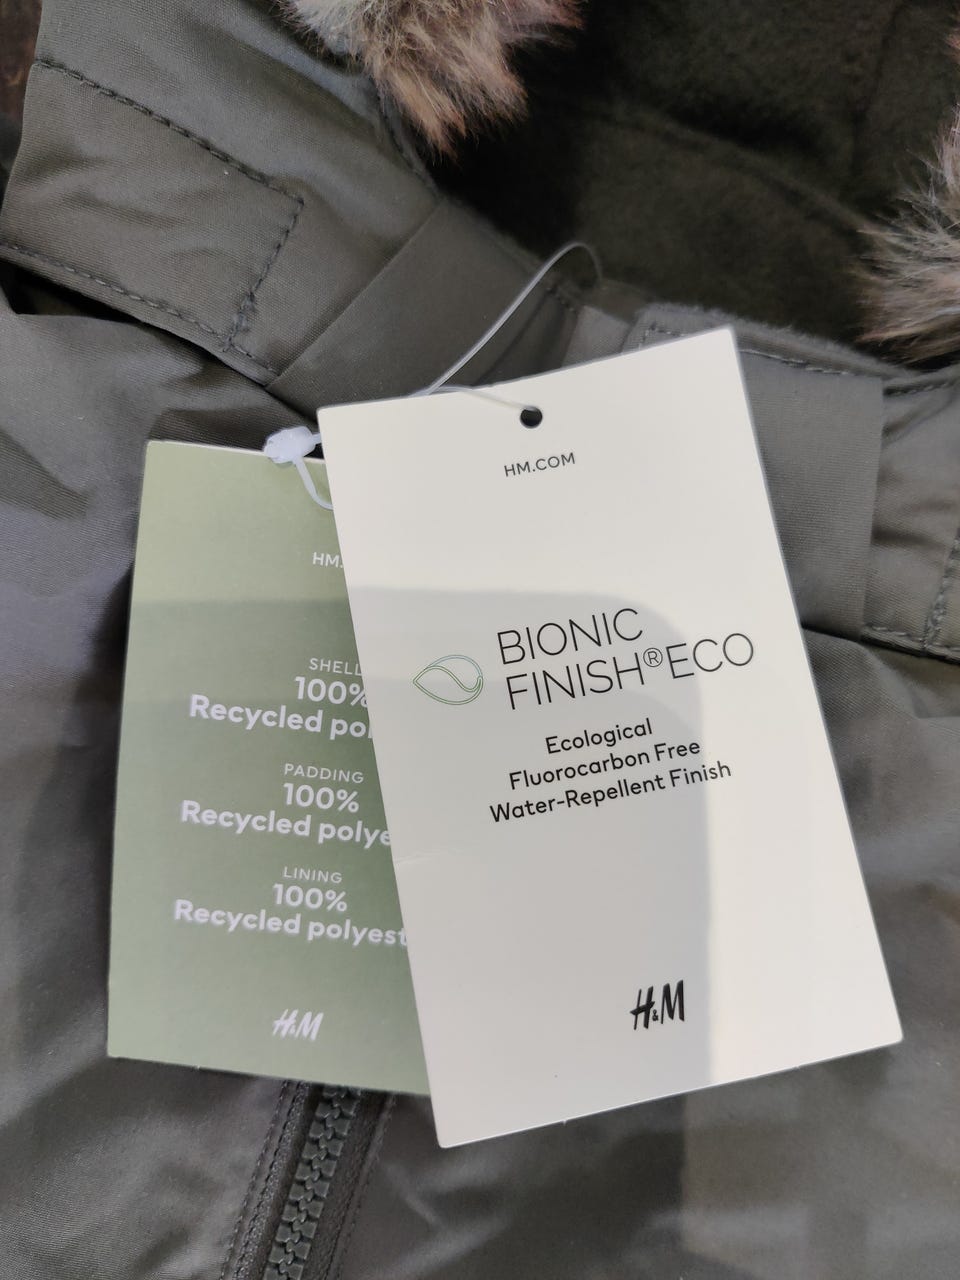 HM.COM
BIONIC
FINISH®ECO
Ecological
Fluorocarbon Free
Water-Repellent Finish
H&M
HM.
SHELL
100%
Recycled pol
PADDING
100%
Recycled polye
LINING
100%
Recycled polyest
H&M